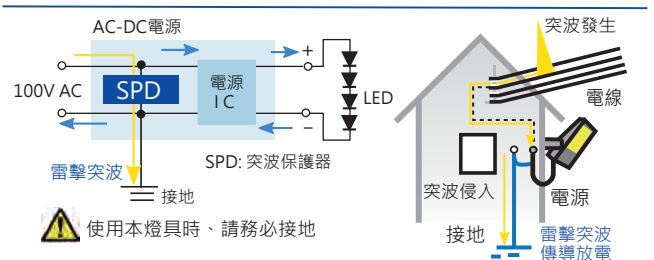 AC-DC電源
100V AC
SPD
電源
IC
+
−
LED
雷擊突波
接地
SPD: 突波保護器
使用本燈具時、請務必接地
突波發生
電線
突波侵入
電源
接地
雷擊突波
傳導放電